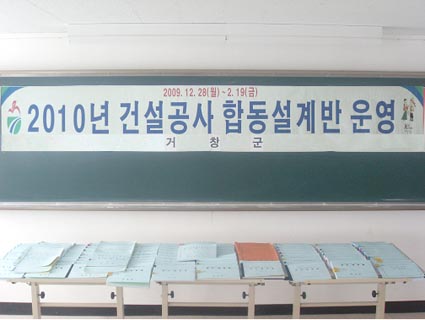 2009. 12. 28(월) ~ 2. 19(금)
2010년 건설공사 합동설계반 운영
거 창 군